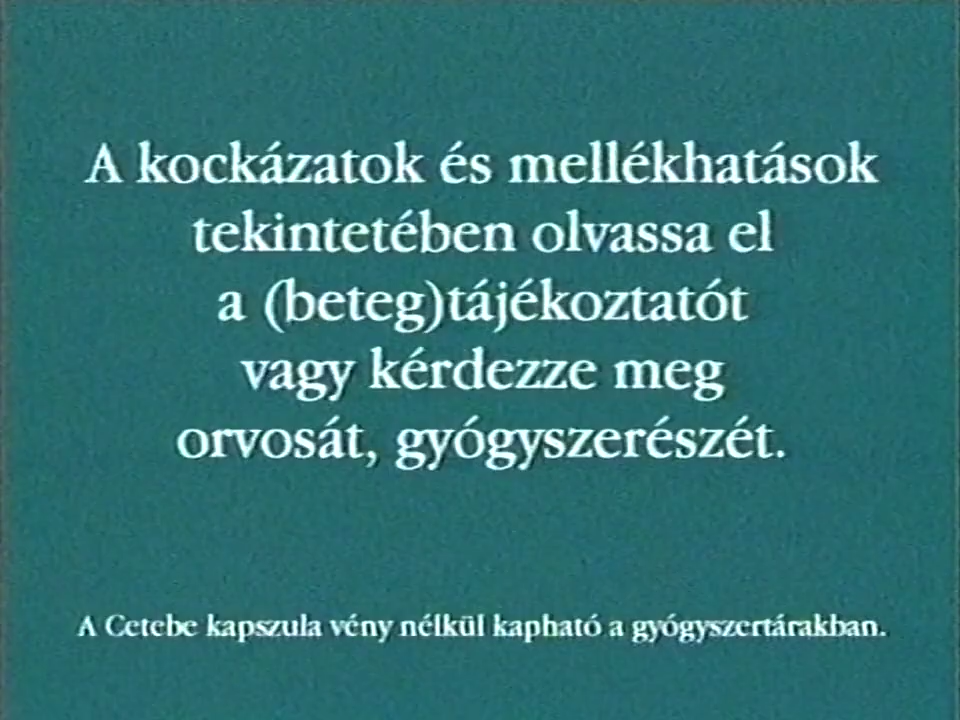 A kockázatok és mellékhatások
tekintetében olvassa el
a (beteg)tájékoztatót
vagy kérdezze meg
orvosát, gyógyszerészét.
A Cetebe kapszula vény nélkül kapható a gyógyszertárakban.